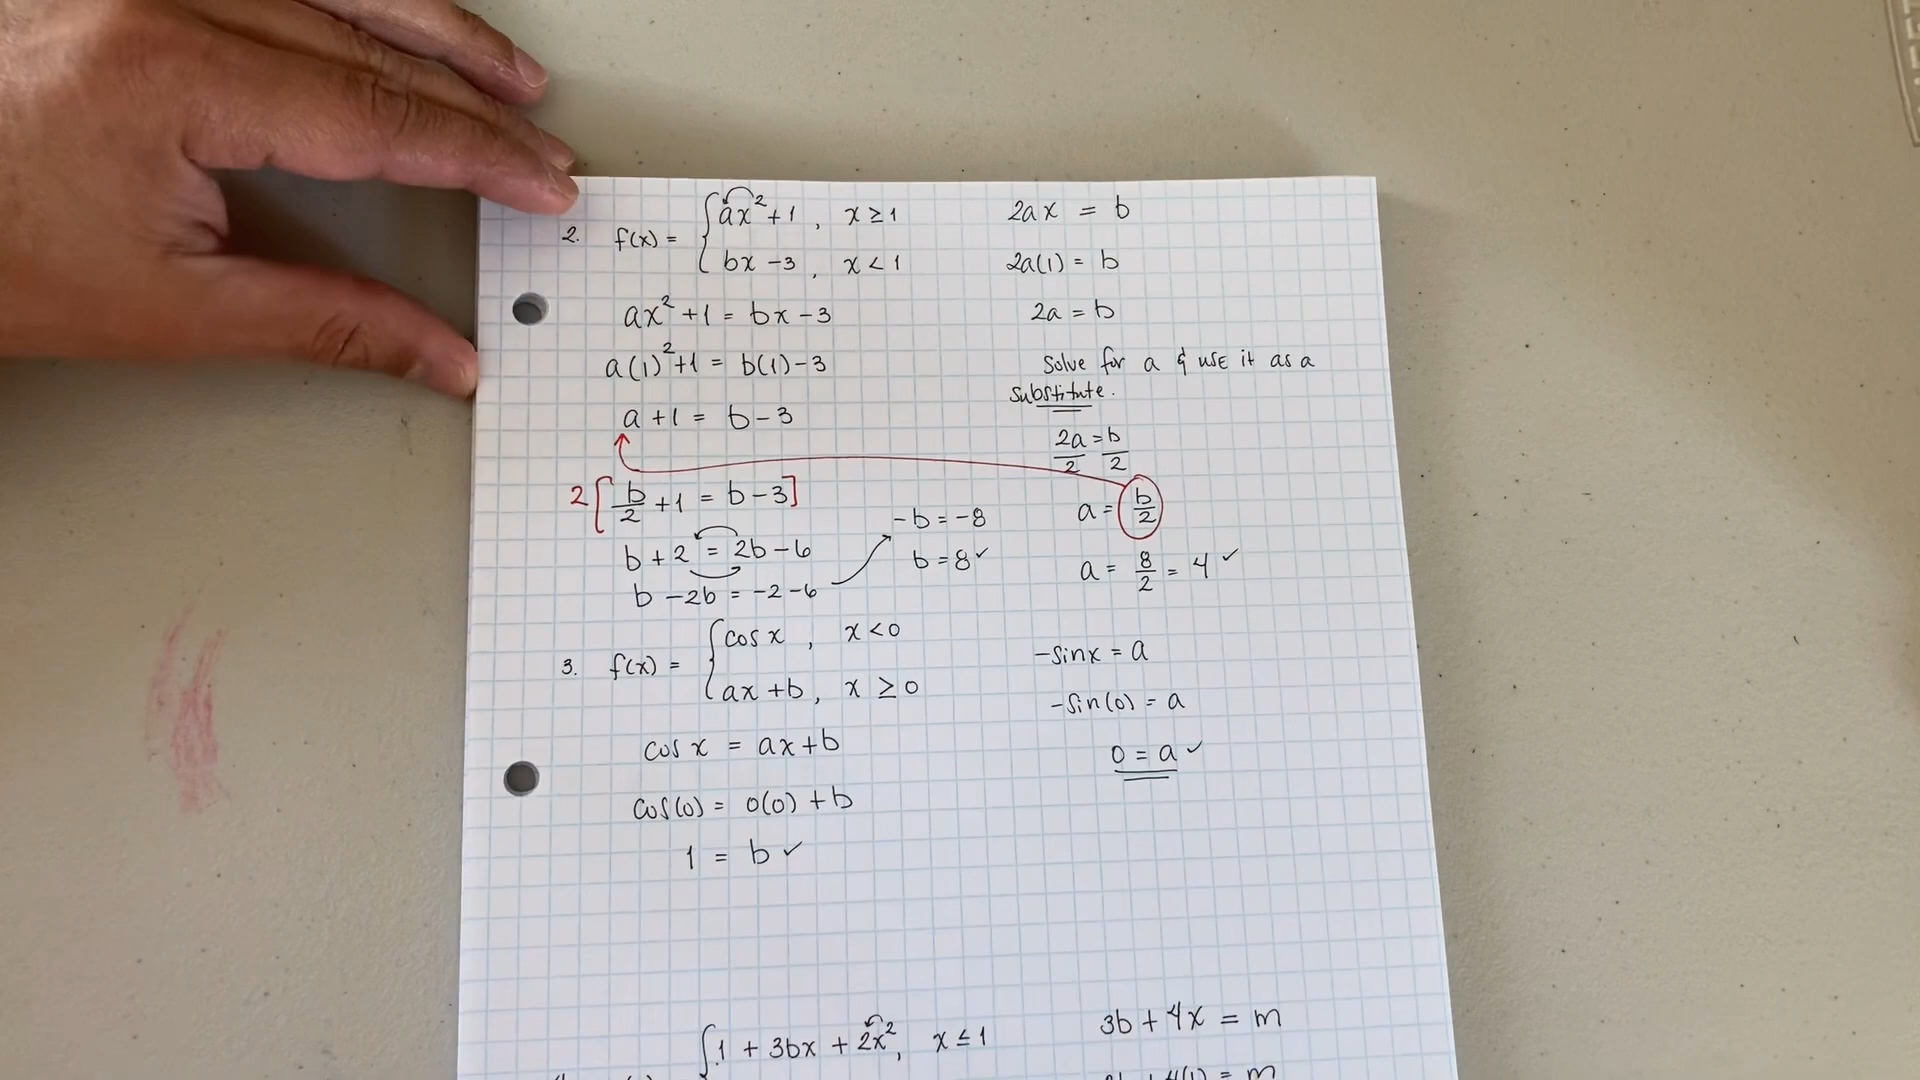 2. f(x) = { ax² + 1 , x ≥ 1
bx - 3 , x < 1
ax² + 1 = bx - 3
a(1)² + 1 = b(1) - 3
a + 1 = b - 3
2[ b/2 + 1 = b - 3 ]
b + 2 = 2b - 6
b - 2b = -2 - 6
-b = -8
b = 8 ✓
2ax = b
2a(1) = b
2a = b
Solve for a & use it as a
substitute.
2a/2 = b/2
a = b/2
a = 8/2 = 4 ✓
3. f(x) = { cos x , x < 0
ax + b , x ≥ 0
cos x = ax + b
cos(0) = 0(0) + b
1 = b ✓
-sinx = a
-sin(0) = a
0 = a ✓
{ 1 + 3bx + 2x² , x ≤ 1
3b + 4x = m
4(1) = m